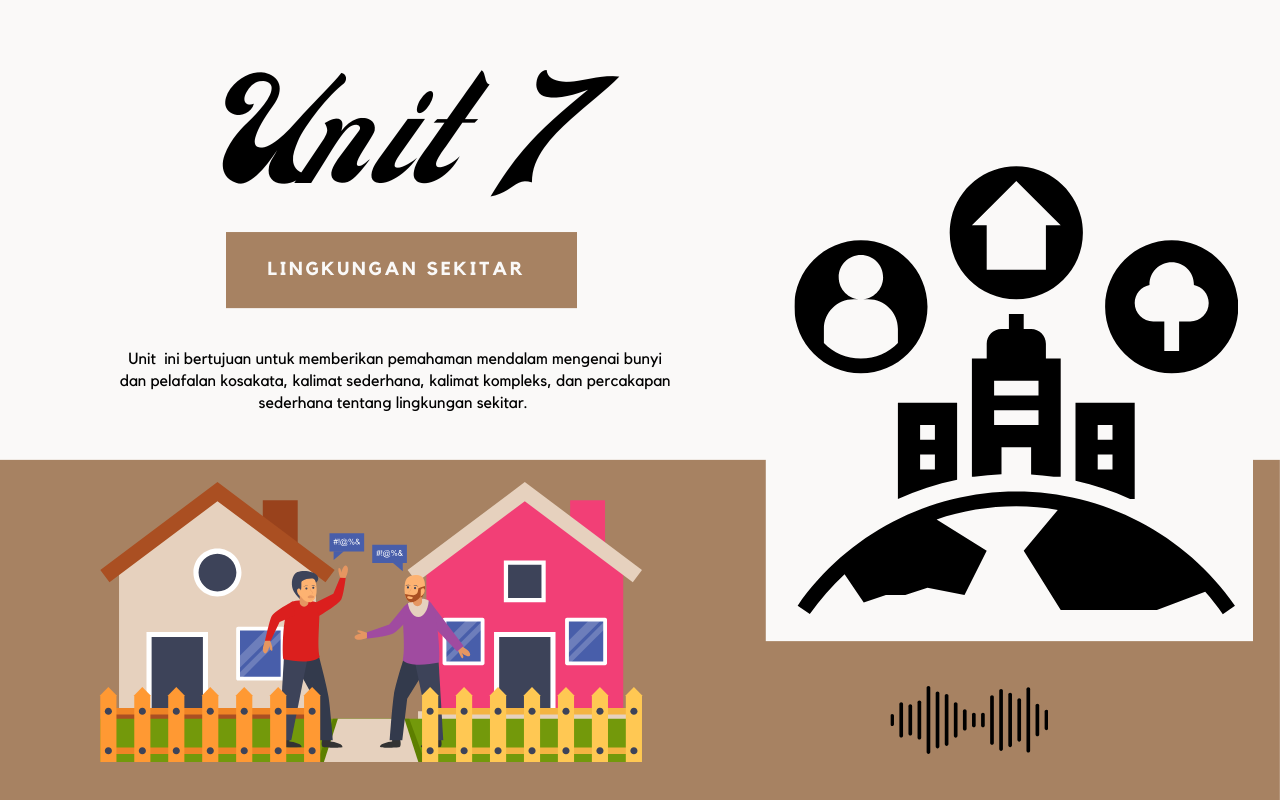 Unit 7
LINGKUNGAN SEKITAR
Unit  ini bertujuan untuk memberikan pemahaman mendalam mengenai bunyi
dan pelafalan kosakata, kalimat sederhana, kalimat kompleks, dan percakapan
sederhana tentang lingkungan sekitar.
#!@%&
#!@%&